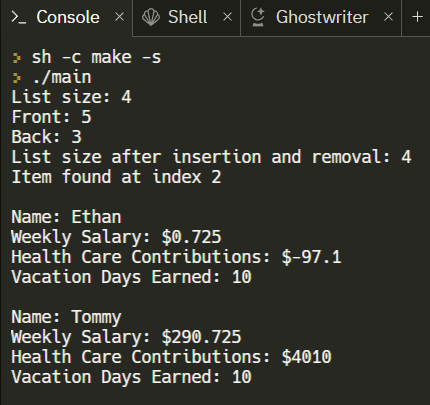 >_ Console × Shell × Ghostwriter × +
> sh -c make -s
> ./main
List size: 4
Front: 5
Back: 3
List size after insertion and removal: 4
Item found at index 2
Name: Ethan
Weekly Salary: $0.725
Health Care Contributions: $-97.1
Vacation Days Earned: 10
Name: Tommy
Weekly Salary: $290.725
Health Care Contributions: $4010
Vacation Days Earned: 10